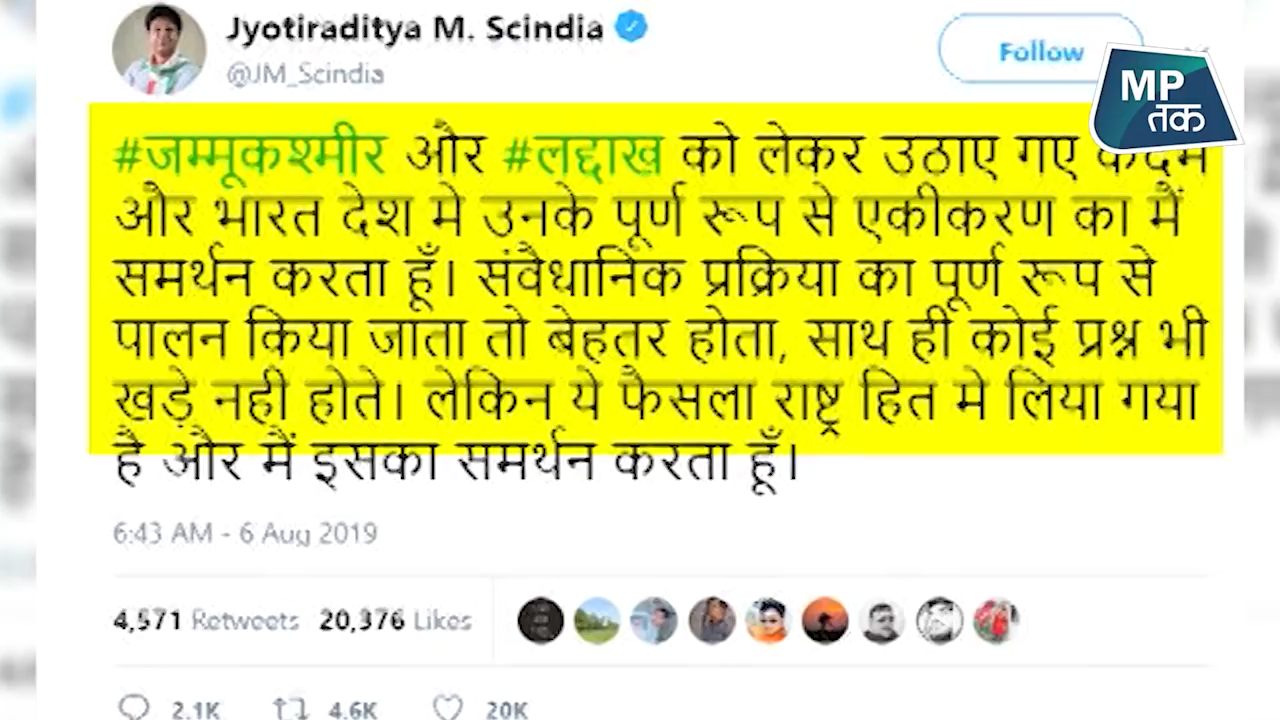 Jyotiraditya M. Scindia
@JM_Scindia
Follow
MP
तक
#जम्मूकश्मीर और #लद्दाख को लेकर उठाए गए कदम
और भारत देश मे उनके पूर्ण रूप से एकीकरण का मैं
समर्थन करता हूँ। संवैधानिक प्रक्रिया का पूर्ण रूप से
पालन किया जाता तो बेहतर होता, साथ ही कोई प्रश्न भी
खड़े नही होते। लेकिन ये फैसला राष्ट्र हित मे लिया गया
है और मैं इसका समर्थन करता हूँ।
6:43 AM - 6 Aug 2019
4,571 Retweets 20,376 Likes
2.1K 4.6K 20K